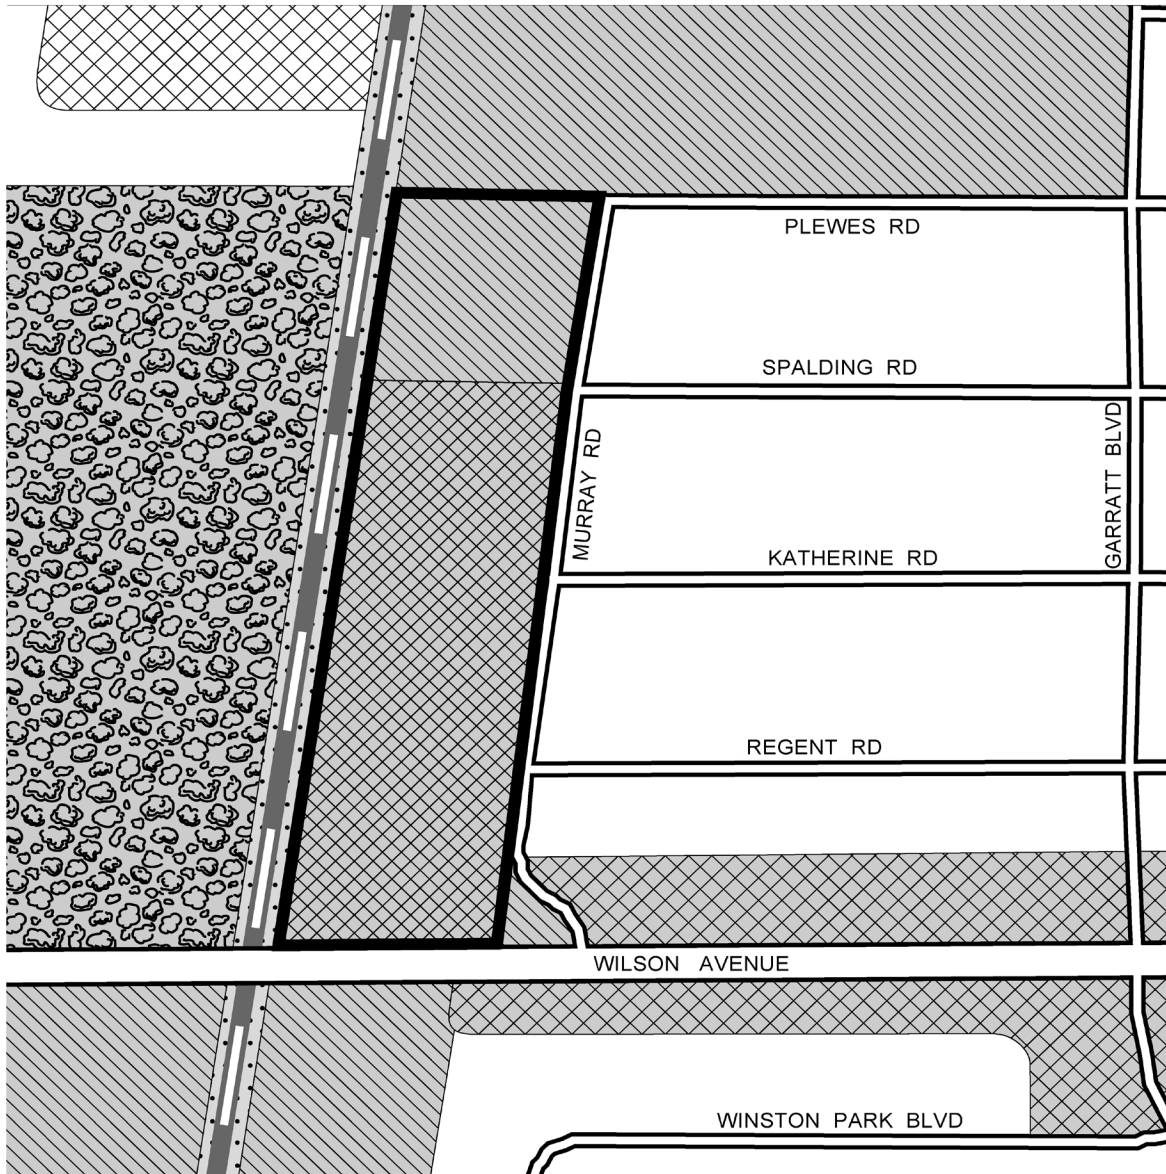 PLEWES RD
SPALDING RD
MURRAY RD
GARRATT BLVD
KATHERINE RD
REGENT RD
WILSON AVENUE
WINSTON PARK BLVD